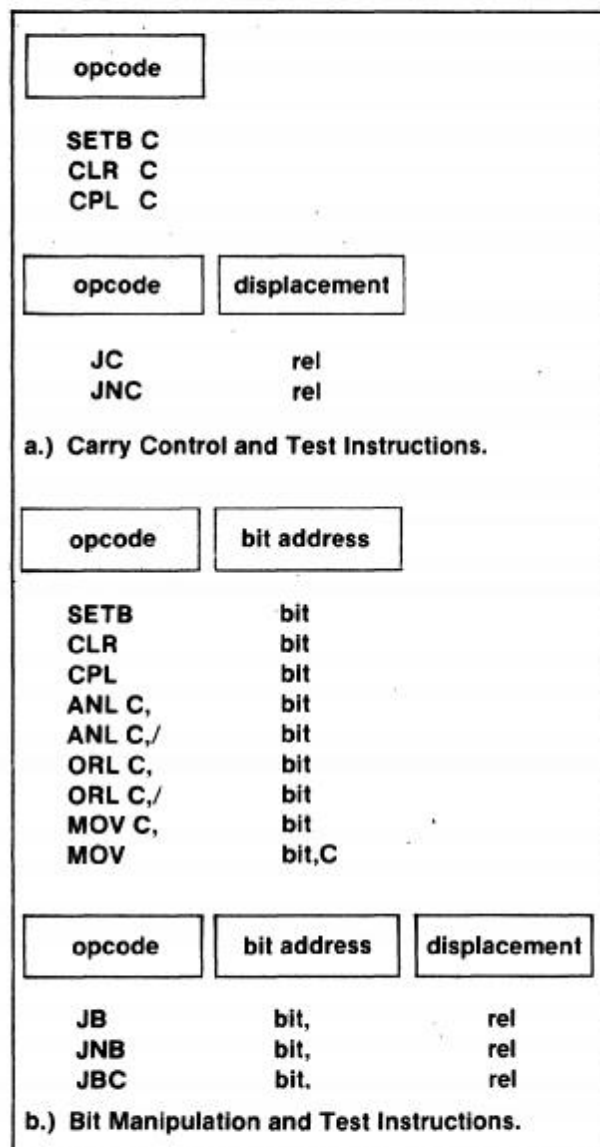 opcode
SETB C
CLR C
CPL C
opcode displacement
JC rel
JNC rel
a.) Carry Control and Test Instructions.
opcode bit address
SETB bit
CLR bit
CPL bit
ANL C, bit
ANL C,/ bit
ORL C, bit
ORL C,/ bit
MOV C, bit
MOV bit,C
opcode bit address displacement
JB bit, rel
JNB bit, rel
JBC bit, rel
b.) Bit Manipulation and Test Instructions.